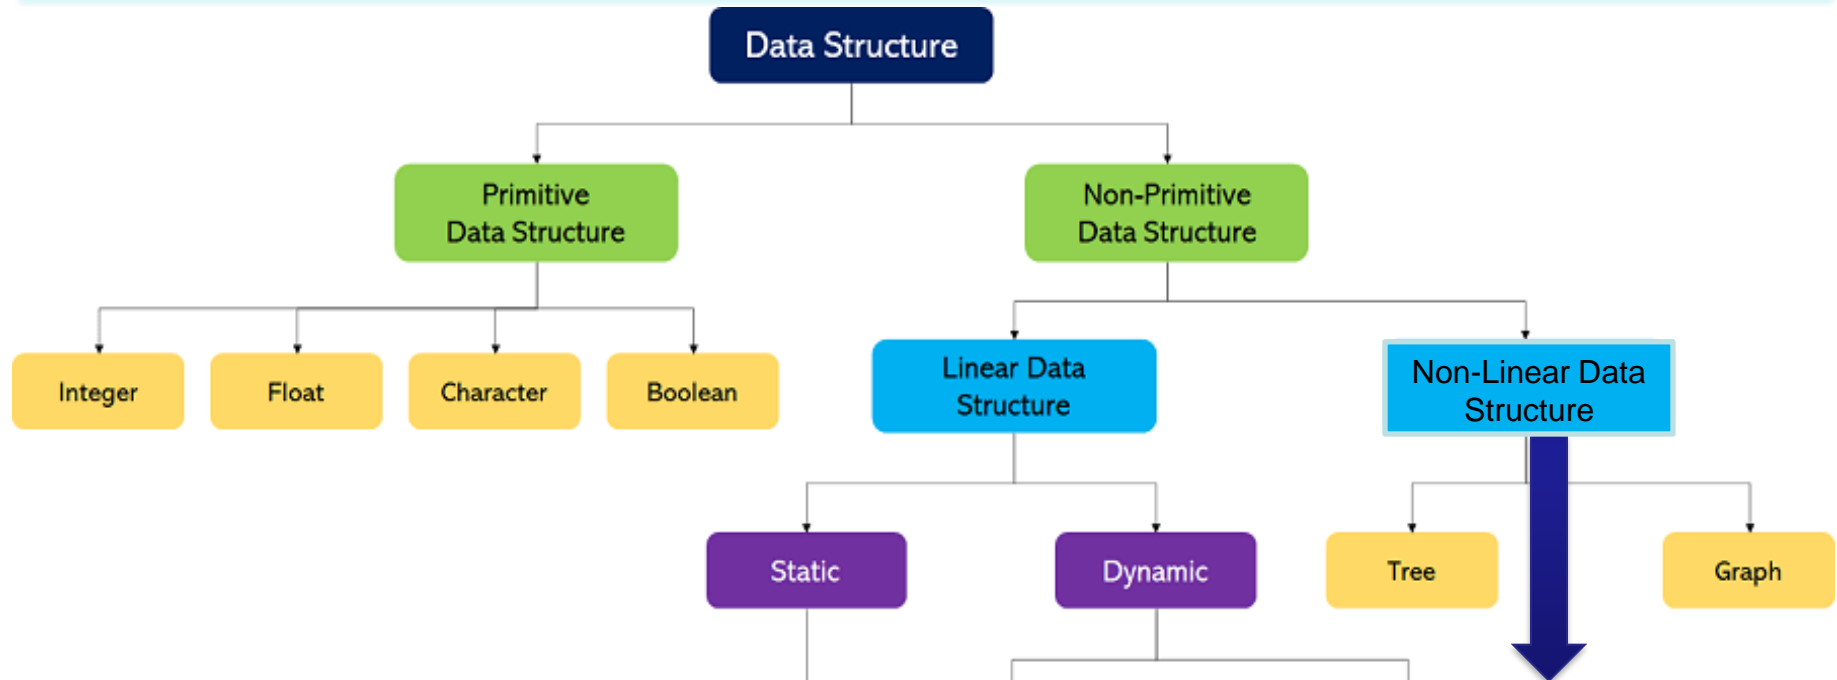 Data Structure
Primitive
Data Structure
Non-Primitive
Data Structure
Integer
Float
Character
Boolean
Linear Data
Structure
Non-Linear Data
Structure
Static
Dynamic
Tree
Graph